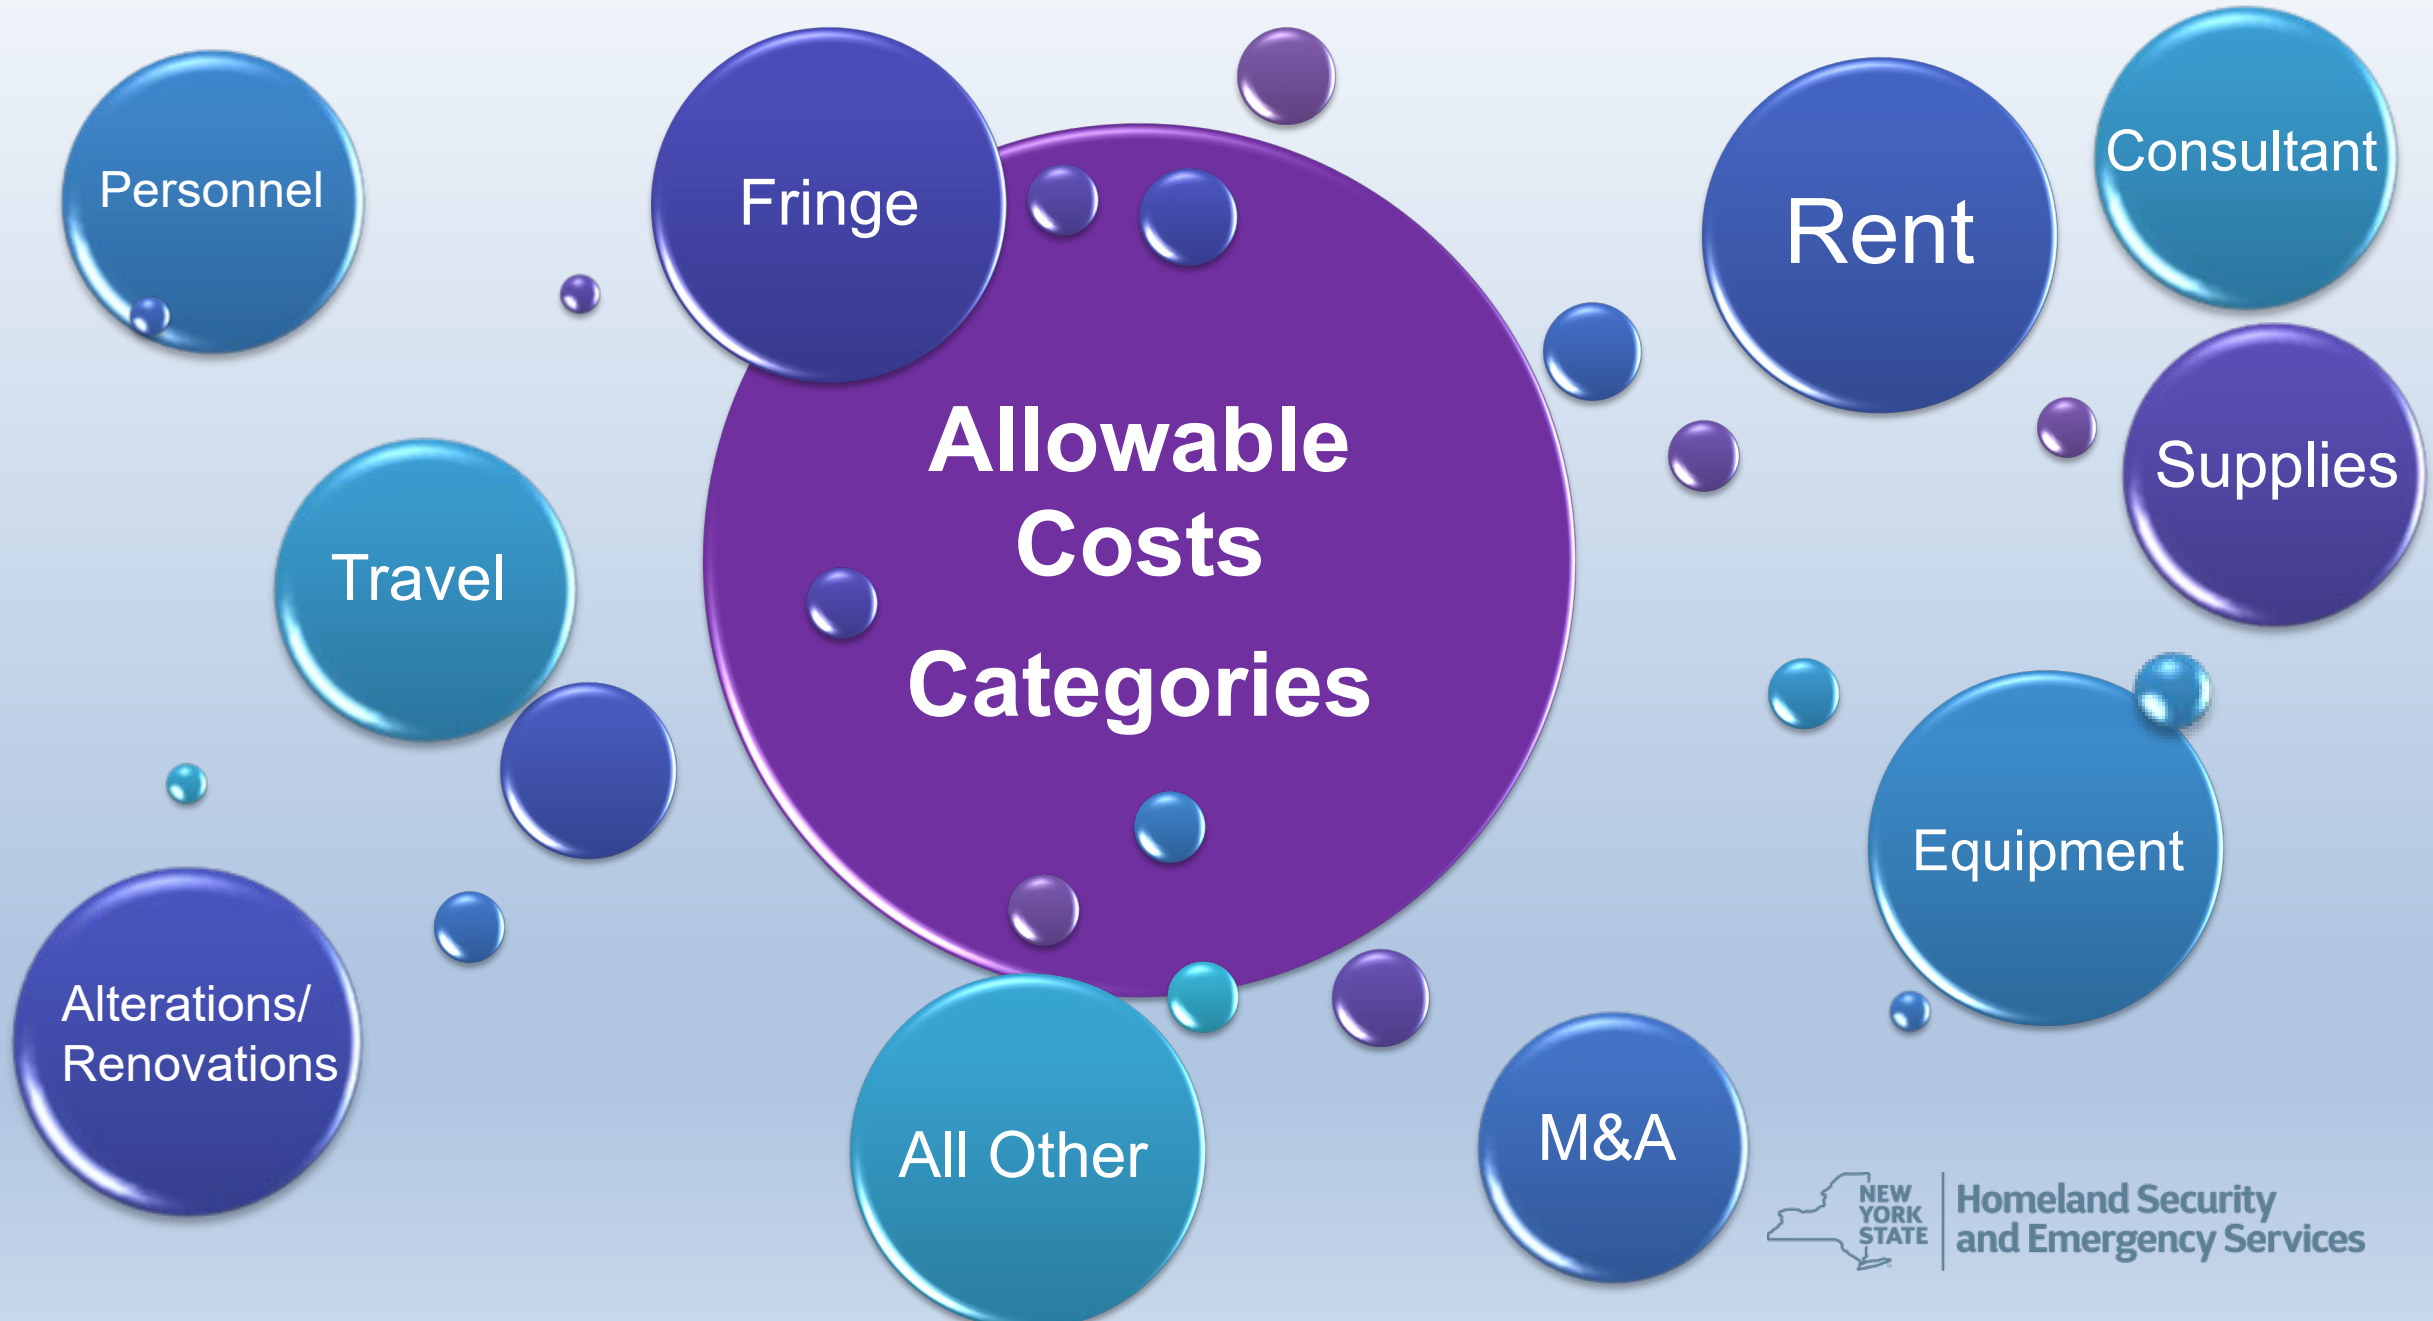 Personnel
Fringe
Rent
Consultant
Allowable
Costs
Categories
Supplies
Travel
Equipment
Alterations/
Renovations
All Other
M&A
NEW
YORK
STATE
Homeland Security
and Emergency Services